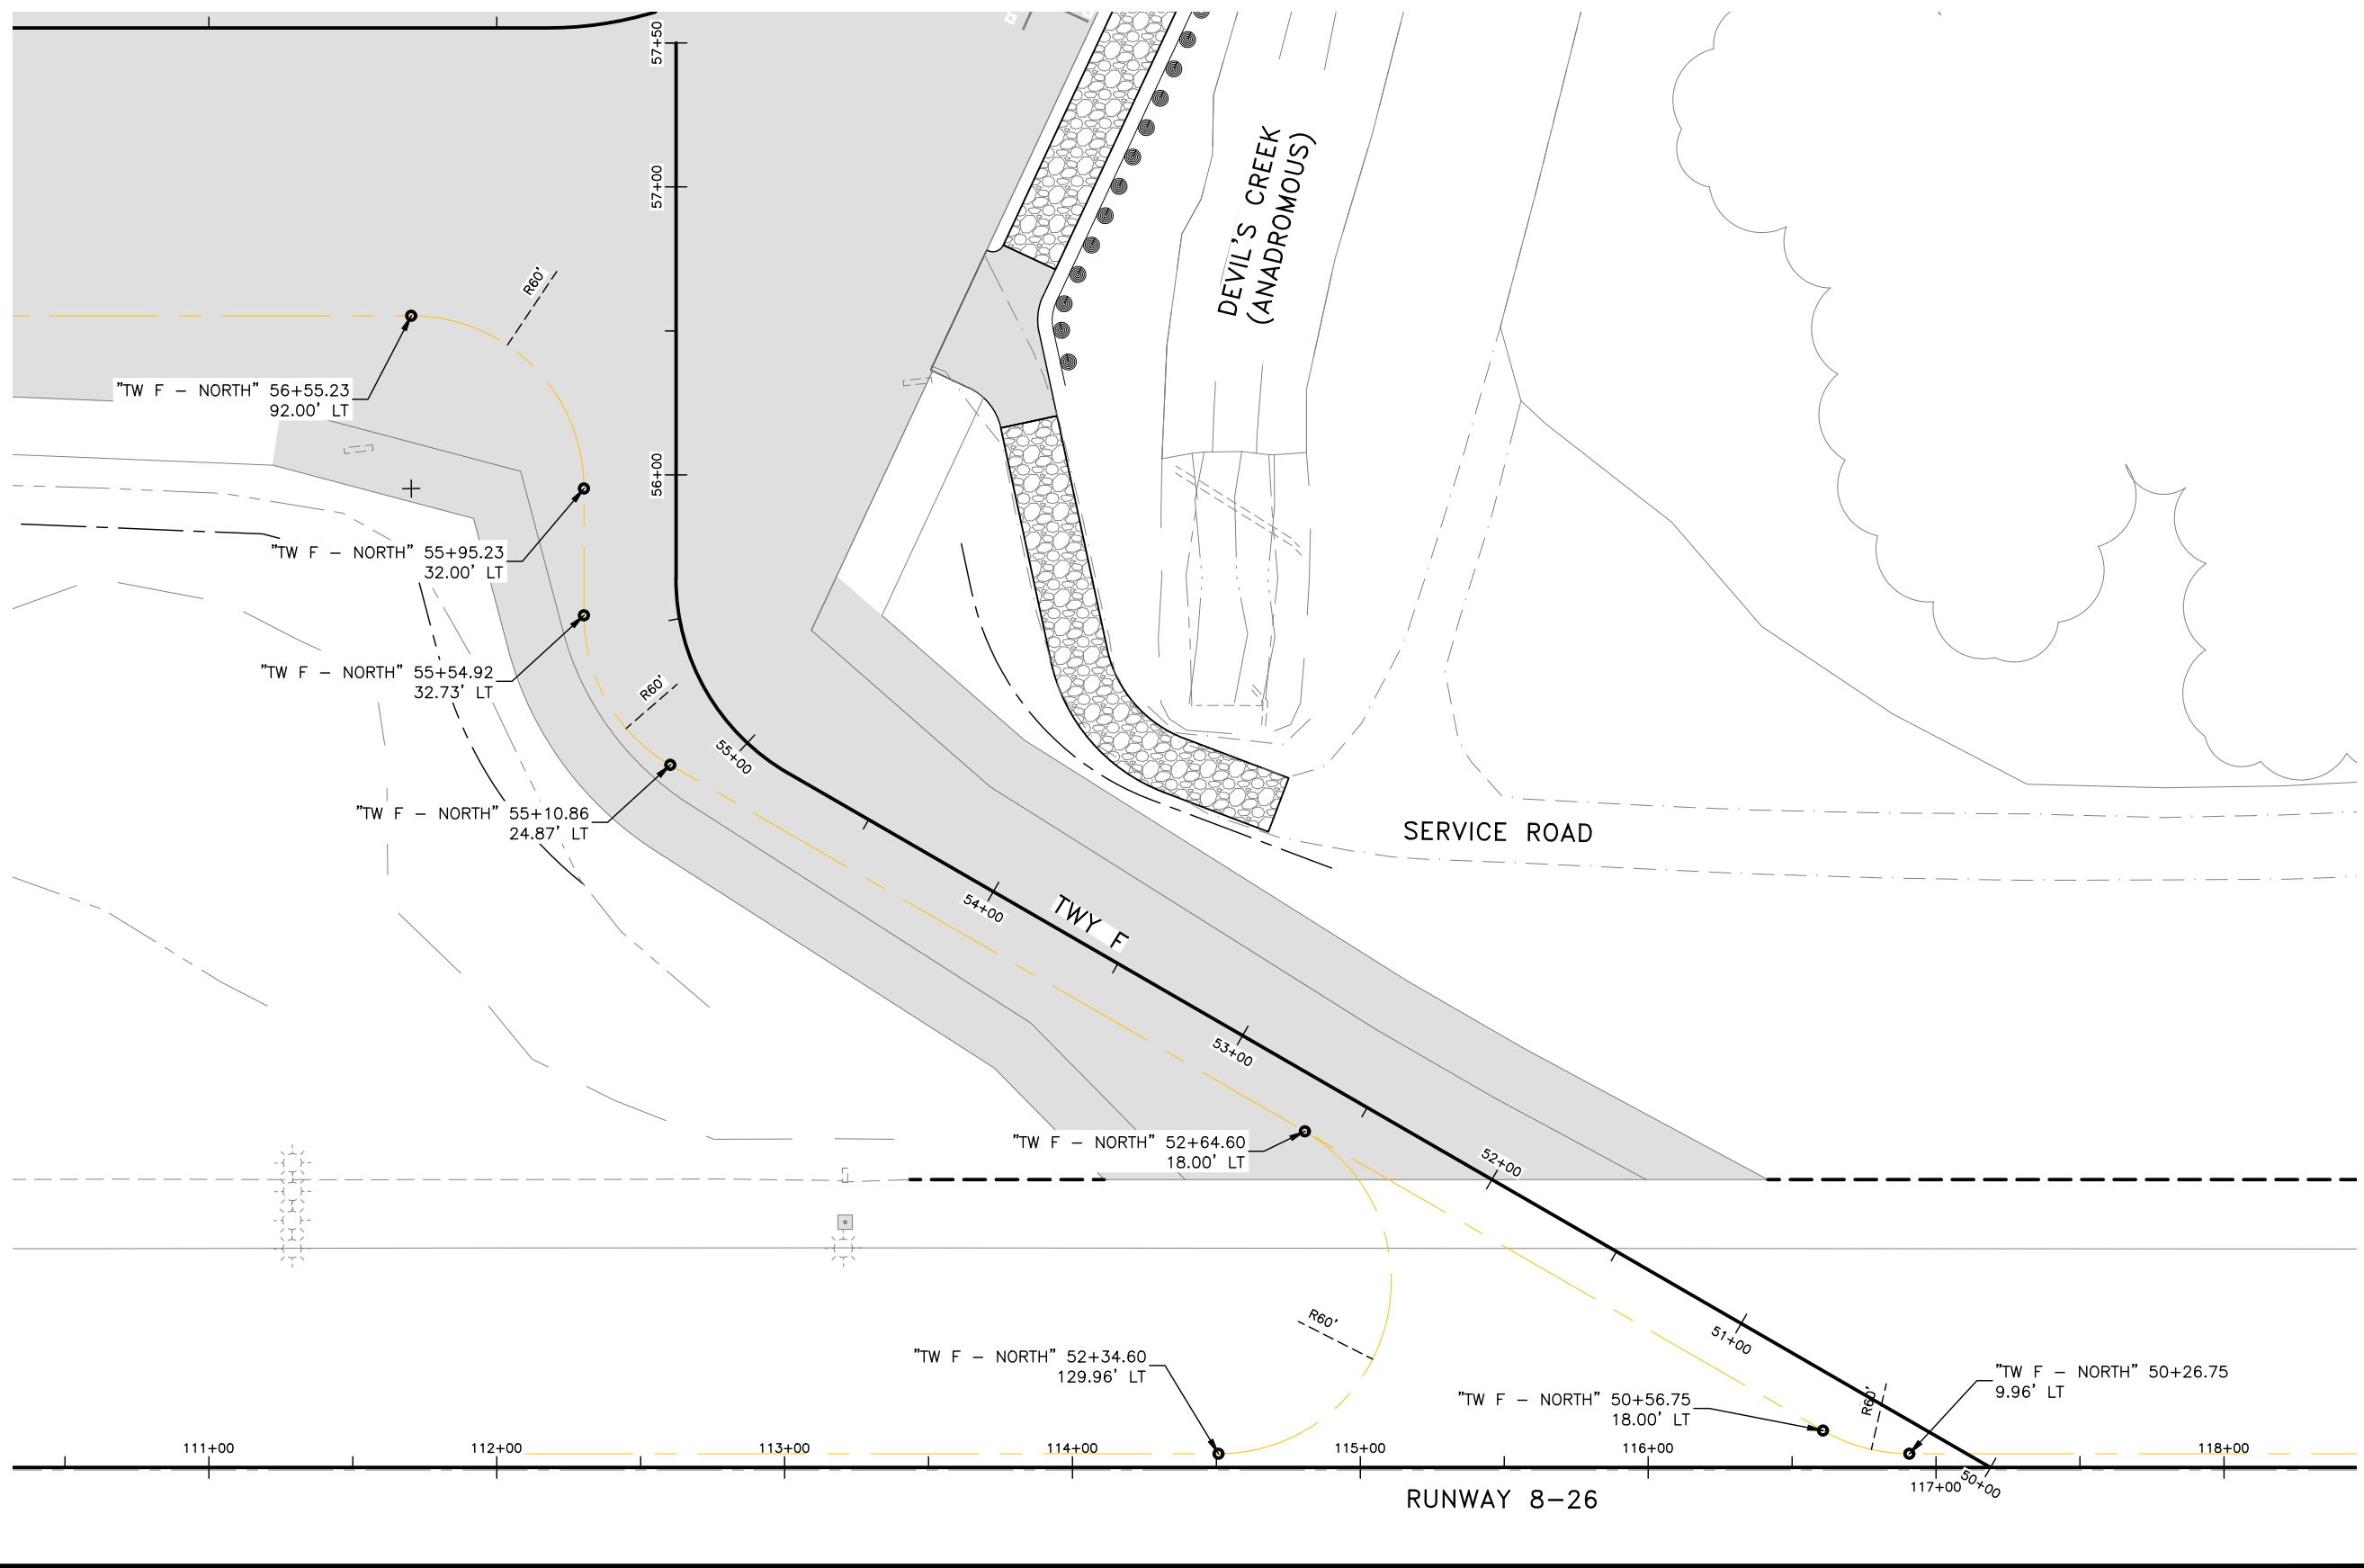 57+50
57+00
DEVIL'S CREEK
(ANADROMOUS)
R60'
"TW F - NORTH" 56+55.23
92.00' LT
56+00
"TW F - NORTH" 55+95.23
32.00' LT
"TW F - NORTH" 55+54.92
32.73' LT
R60'
55+00
"TW F - NORTH" 55+10.86
24.87' LT
SERVICE ROAD
54+00
TWY F
53+00
"TW F - NORTH" 52+64.60
18.00' LT
52+00
R60'
51+00
"TW F - NORTH" 52+34.60
129.96' LT
"TW F - NORTH" 50+56.75
18.00' LT
R60'
"TW F - NORTH" 50+26.75
9.96' LT
111+00
112+00
113+00
114+00
115+00
116+00
117+00
50+00
118+00
RUNWAY 8-26